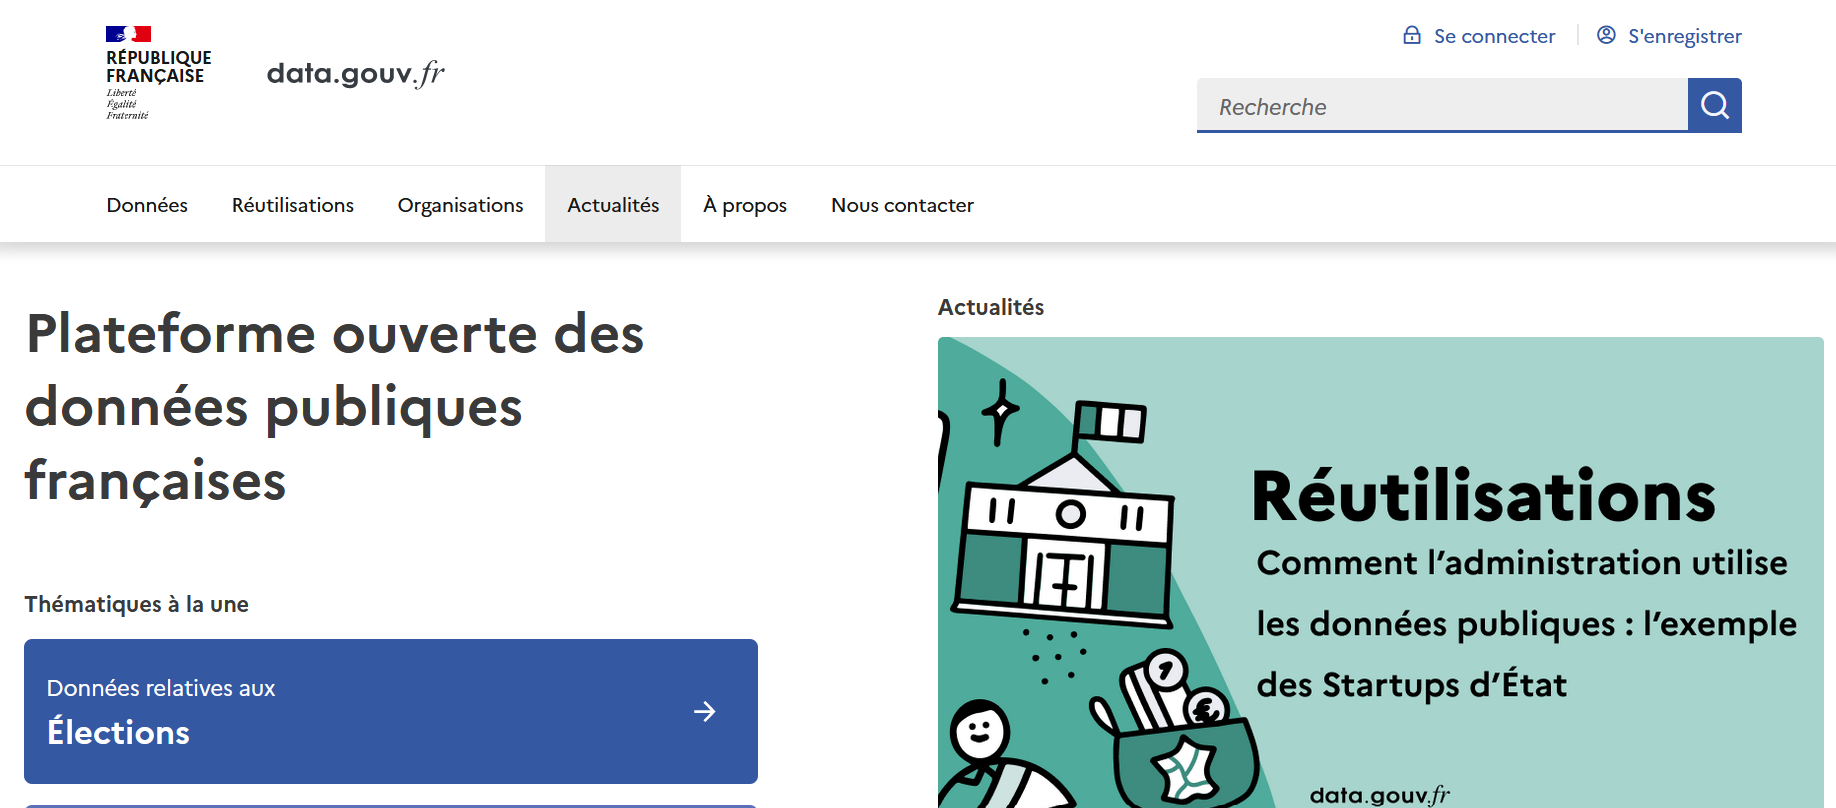 RÉPUBLIQUE
FRANÇAISE
Liberté
Égalité
Fraternité
data.gouv.fr
Se connecter
S'enregistrer
Recherche
Données
Réutilisations
Organisations
Actualités
À propos
Nous contacter
Plateforme ouverte des
données publiques
françaises
Thématiques à la une
Données relatives aux
Élections
Actualités
Réutilisations
Comment l’administration utilise
les données publiques : l’exemple
des Startups d’État
data.gouv.fr